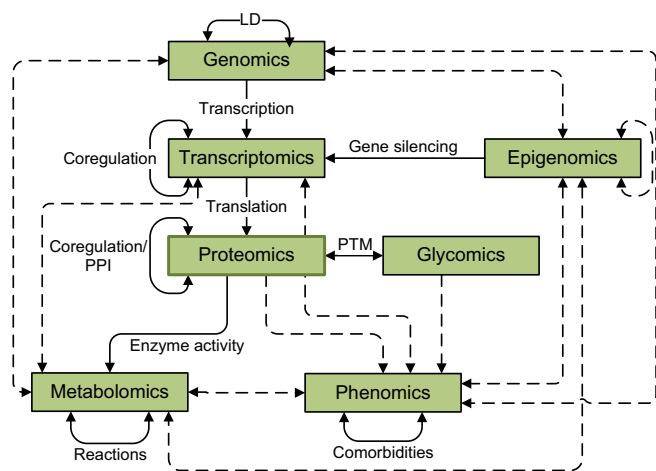 LD
Genomics
Transcription
Coregulation
Transcriptomics
Gene silencing
Epigenomics
Translation
Coregulation/
PPI
Proteomics
PTM
Glycomics
Enzyme activity
Metabolomics
Phenomics
Reactions
Comorbidities